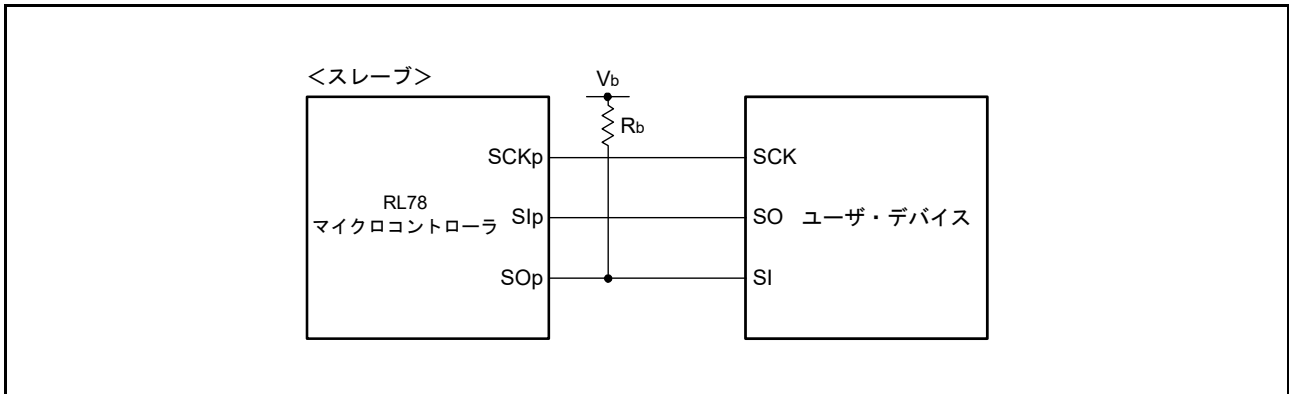 ＜スレーブ＞
Vb
Rb
SCKp
SCK
RL78
マイクロコントローラ
SIp
SO
ユーザ・デバイス
SOp
SI